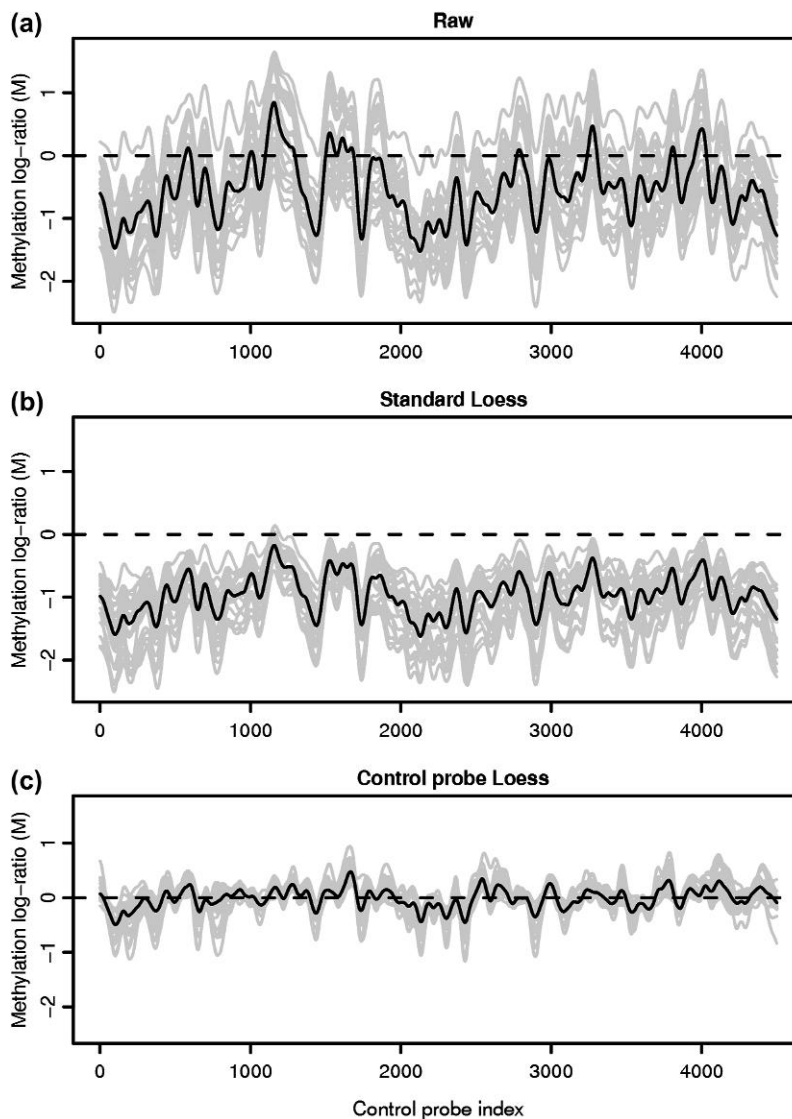 (a)
Raw
Methylation log-ratio (M)
1
0
-1
-2
0 1000 2000 3000 4000
(b)
Standard Loess
Methylation log-ratio (M)
1
0
-1
-2
0 1000 2000 3000 4000
(c)
Control probe Loess
Methylation log-ratio (M)
1
0
-1
-2
0 1000 2000 3000 4000
Control probe index